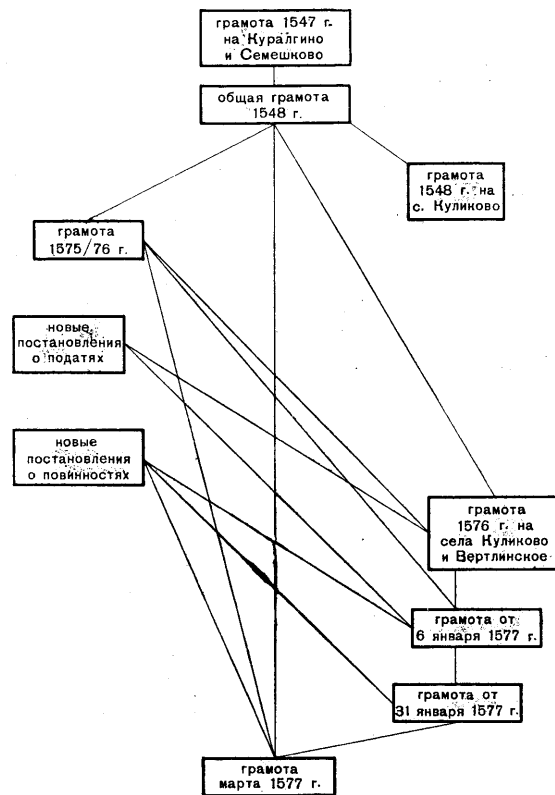 грамота 1547 г.
на Куралгино
и Семешково
общая грамота
1548 г.
грамота
1548 г. на
с. Куликово
грамота
1575/76 г.
новые
постановления
о податях
новые
постановления
о повинностях
грамота
1576 г. на
села Куликово
и Вертлинское
грамота от
6 января 1577 г.
грамота от
31 января 1577 г.
грамота
марта 1577 г.